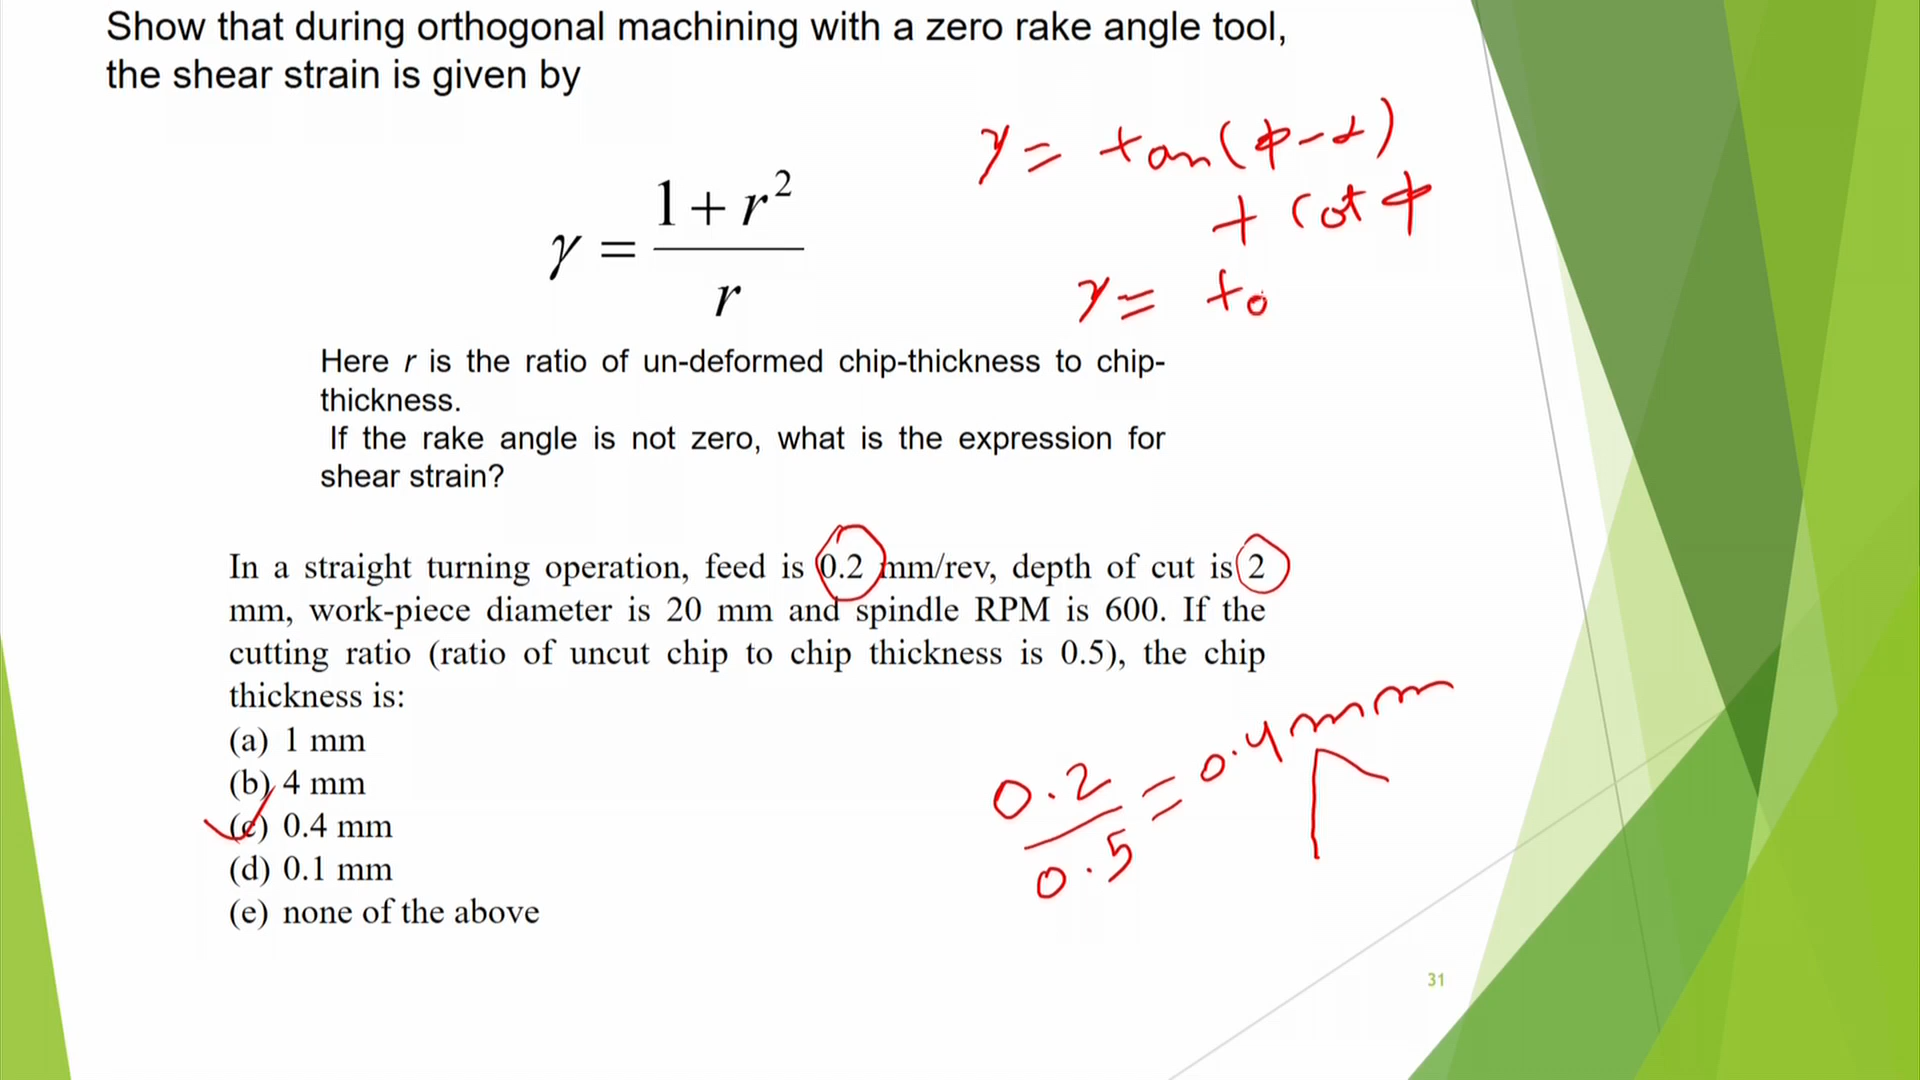 Show that during orthogonal machining with a zero rake angle tool,
the shear strain is given by
γ = tan(φ-α)
+ cot φ
γ = (1 + r²) / r
γ = to
Here r is the ratio of un-deformed chip-thickness to chip-
thickness.
If the rake angle is not zero, what is the expression for
shear strain?
In a straight turning operation, feed is 0.2 mm/rev, depth of cut is 2
mm, work-piece diameter is 20 mm and spindle RPM is 600. If the
cutting ratio (ratio of uncut chip to chip thickness is 0.5), the chip
thickness is:
(a) 1 mm
(b) 4 mm
(c) 0.4 mm
(d) 0.1 mm
(e) none of the above
0.2 / 0.5 = 0.4 mm
31